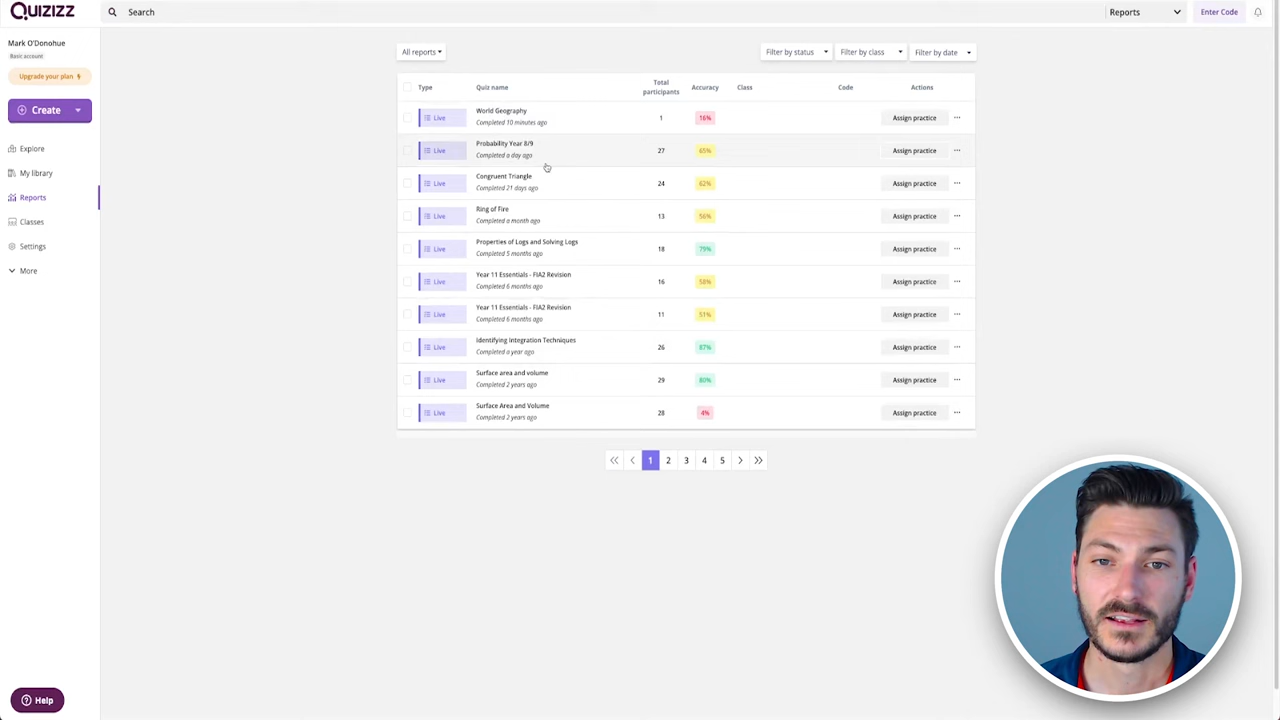 QUIZIZZ
Search
Reports
Enter Code
Mark O'Donohue
Basic account
Upgrade your plan
Create
Explore
My library
Reports
Classes
Settings
More
Help
All reports
Filter by status
Filter by class
Filter by date
Type Quiz name Total participants Accuracy Class Code Actions
Live World Geography 1 16% Assign practice
Completed 10 minutes ago
Live Probability Year 8/9 27 65% Assign practice
Completed a day ago
Live Congruent Triangle 24 62% Assign practice
Completed 21 days ago
Live Ring of Fire 13 56% Assign practice
Completed a month ago
Live Properties of Logs and Solving Logs 18 79% Assign practice
Completed 5 months ago
Live Year 11 Essentials - FIA2 Revision 16 58% Assign practice
Completed 6 months ago
Live Year 11 Essentials - FIA2 Revision 11 51% Assign practice
Completed 6 months ago
Live Identifying Integration Techniques 26 87% Assign practice
Completed a year ago
Live Surface area and volume 29 80% Assign practice
Completed 2 years ago
Live Surface Area and Volume 28 4% Assign practice
Completed 2 years ago
1 2 3 4 5